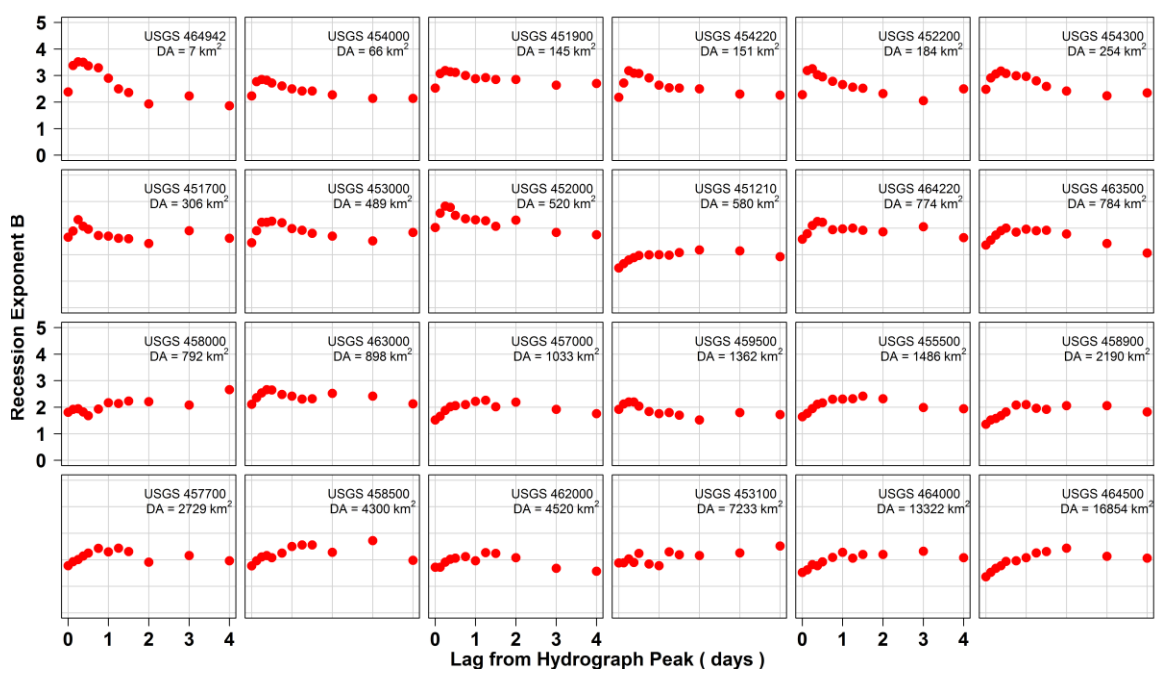 5
4
3
2
1
0
USGS 464942
DA = 7 km²
USGS 454000
DA = 66 km²
USGS 451900
DA = 145 km²
USGS 454220
DA = 151 km²
USGS 452200
DA = 184 km²
USGS 454300
DA = 254 km²
USGS 451700
DA = 306 km²
USGS 453000
DA = 489 km²
USGS 452000
DA = 520 km²
USGS 451210
DA = 580 km²
USGS 464220
DA = 774 km²
USGS 463500
DA = 784 km²
Recession Exponent B
5
4
3
2
1
0
USGS 458000
DA = 792 km²
USGS 463000
DA = 898 km²
USGS 457000
DA = 1033 km²
USGS 459500
DA = 1362 km²
USGS 455500
DA = 1486 km²
USGS 458900
DA = 2190 km²
USGS 457700
DA = 2729 km²
USGS 458500
DA = 4300 km²
USGS 462000
DA = 4520 km²
USGS 453100
DA = 7233 km²
USGS 464000
DA = 13322 km²
USGS 464500
DA = 16854 km²
0 1 2 3 4
0 1 2 3 4
0 1 2 3 4
Lag from Hydrograph Peak ( days )